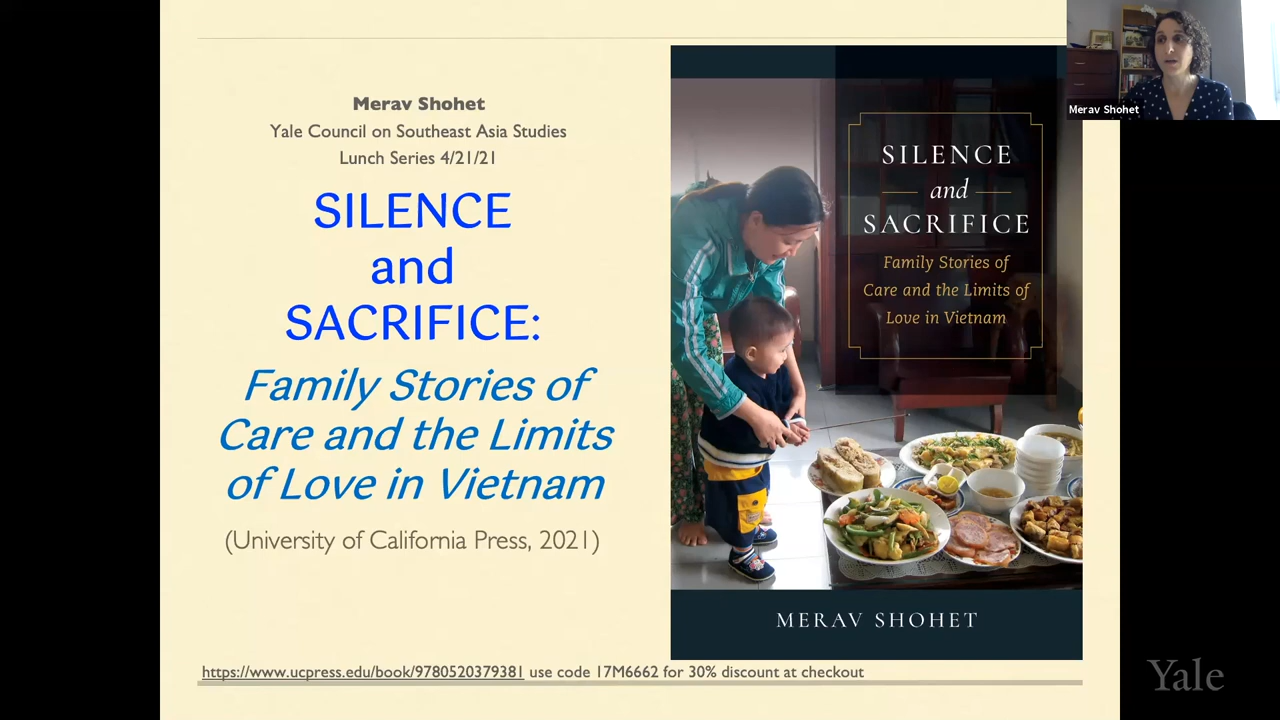 Merav Shohet
Yale Council on Southeast Asia Studies
Lunch Series 4/21/21
SILENCE
and
SACRIFICE:
Family Stories of
Care and the Limits
of Love in Vietnam
(University of California Press, 2021)
https://www.ucpress.edu/book/978052037938​1 use code 17M6662 for 30% discount at checkout
SILENCE
and
SACRIFICE
Family Stories of
Care and the Limits of
Love in Vietnam
MERAV SHOHET
Merav Shohet
Yale